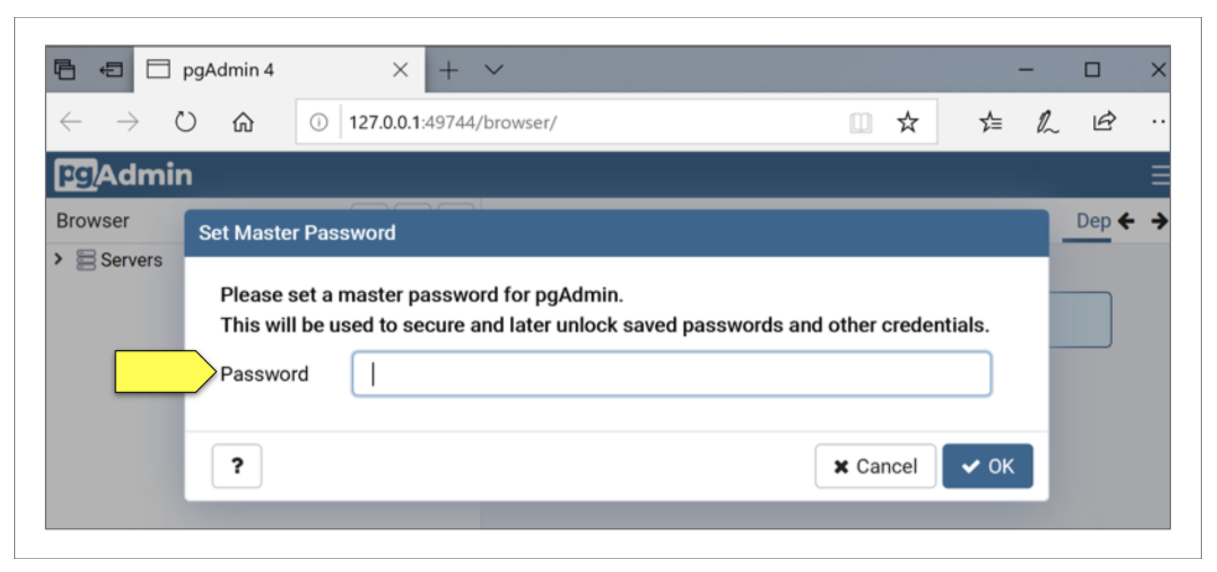 pgAdmin 4
127.0.0.1:49744/browser/
pgAdmin
Browser
Dep
Servers
Set Master Password
Please set a master password for pgAdmin.
This will be used to secure and later unlock saved passwords and other credentials.
Password
?
Cancel
OK